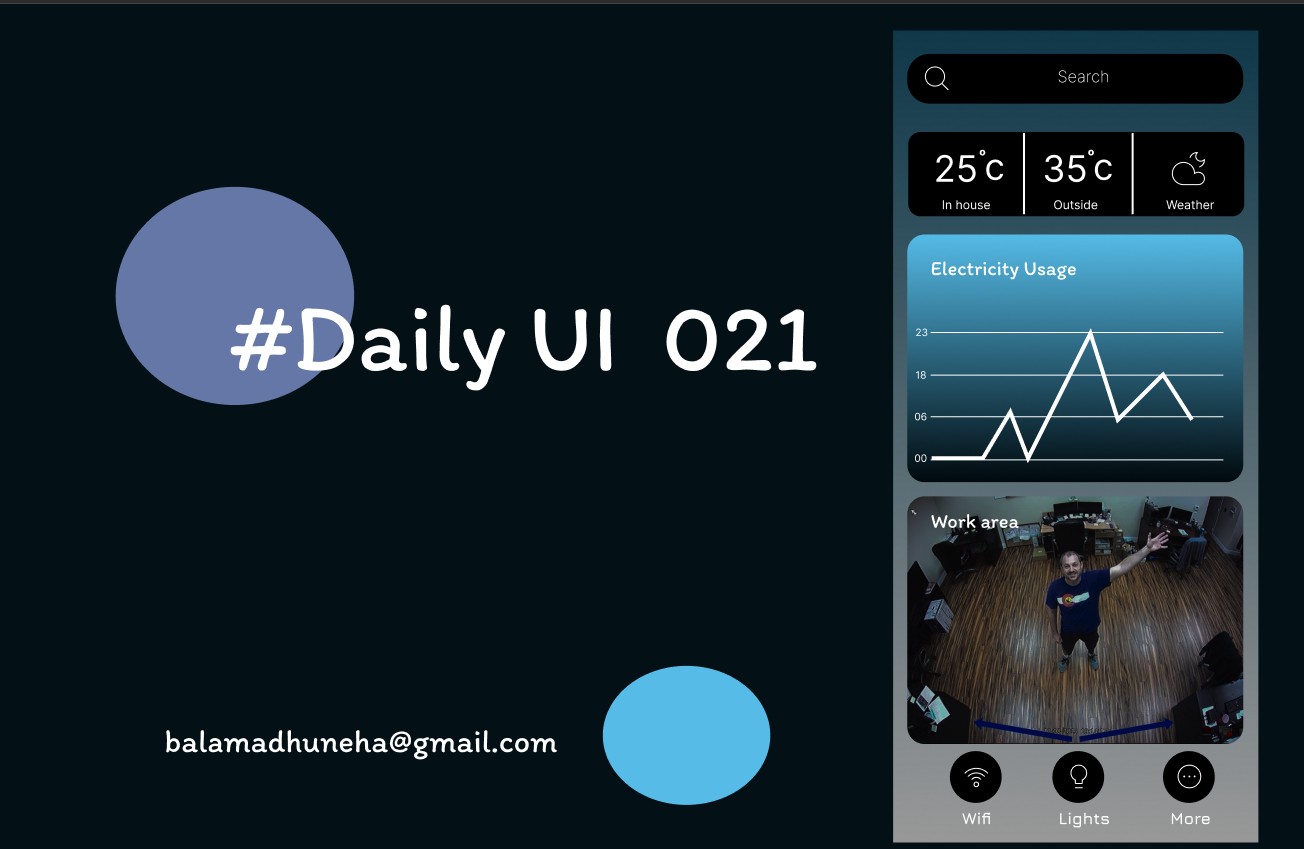 Search
25°c 35°c
In house Outside Weather
Electricity Usage
23
18
06
00
Work area
#Daily UI 021
balamadhuneha@gmail.com
Wifi Lights More